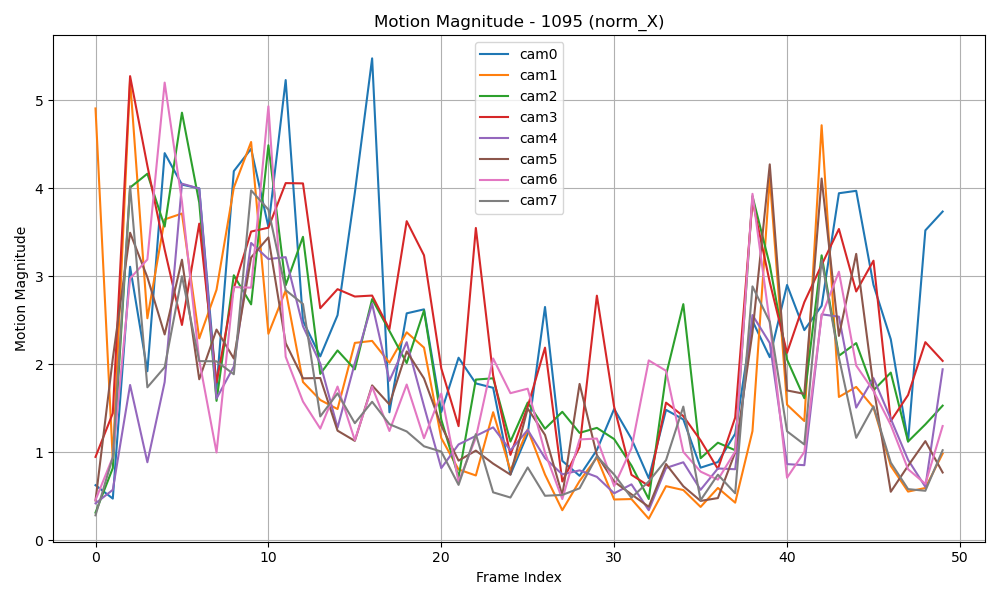 Motion Magnitude - 1095 (norm_X)
cam0
cam1
cam2
cam3
cam4
cam5
cam6
cam7
Motion Magnitude
5
4
3
2
1
0
0 10 20 30 40 50
Frame Index